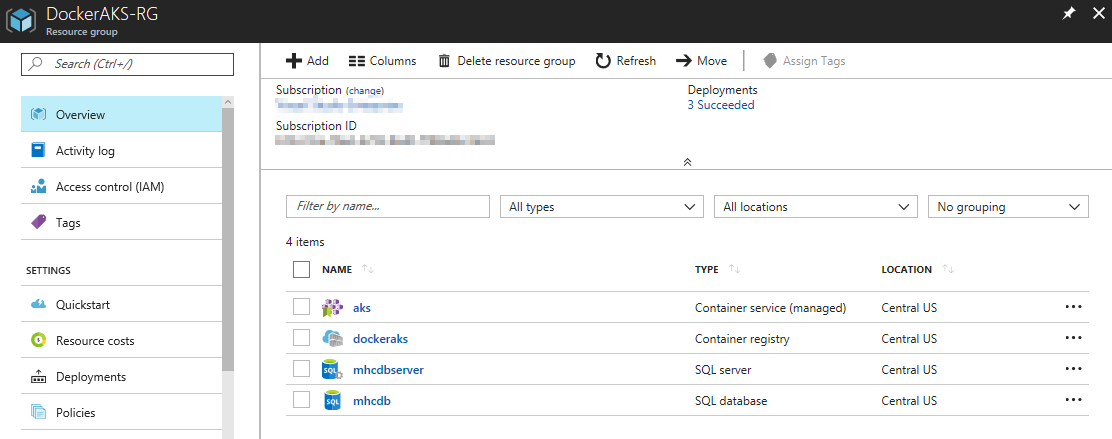 DockerAKS-RG
Resource group
Search (Ctrl+/)
Overview
Activity log
Access control (IAM)
Tags
SETTINGS
Quickstart
Resource costs
Deployments
Policies
Add Columns Delete resource group Refresh Move Assign Tags
Subscription (change)
Subscription ID
Deployments
3 Succeeded
Filter by name... All types All locations No grouping
4 items
NAME TYPE LOCATION
aks Container service (managed) Central US
dockeraks Container registry Central US
SQL mhcdbserver SQL server Central US
SQL mhcdb SQL database Central US